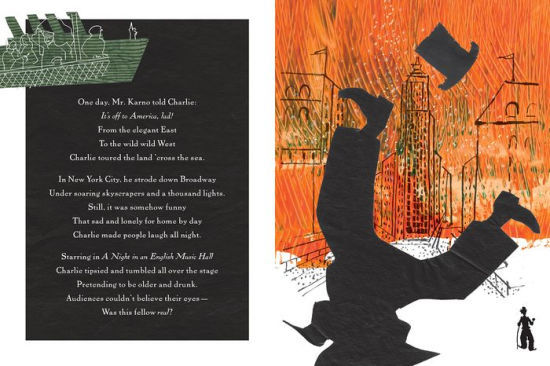 One day, Mr. Karno told Charlie:
It's off to America, lad!
From the elegant East
To the wild wild West
Charlie toured the land 'cross the sea.
In New York City, he strode down Broadway
Under soaring skyscrapers and a thousand lights.
Still, it was somehow funny
That sad and lonely for home by day
Charlie made people laugh all night.
Starring in A Night in an English Music Hall
Charlie tipsied and tumbled all over the stage
Pretending to be older and drunk.
Audiences couldn't believe their eyes—
Was this fellow real?